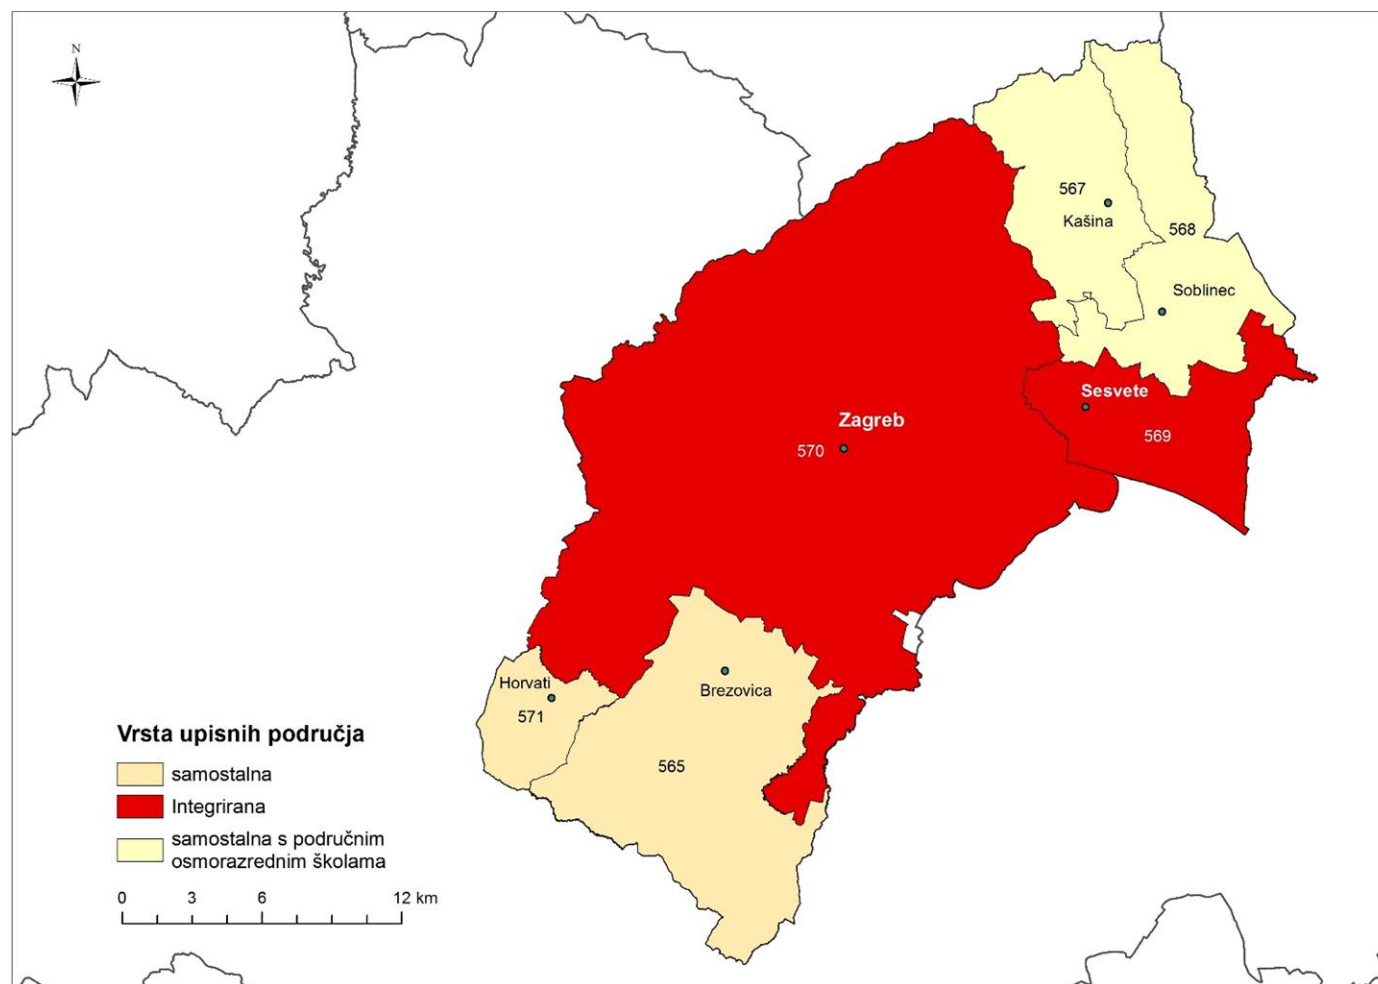 N
567
Kašina
568
Soblinec
Sesvete
569
Zagreb
570
Horvati
571
Brezovica
565
Vrsta upisnih područja
samostalna
Integrirana
samostalna s područnim
osmorazrednim školama
0 3 6 12 km